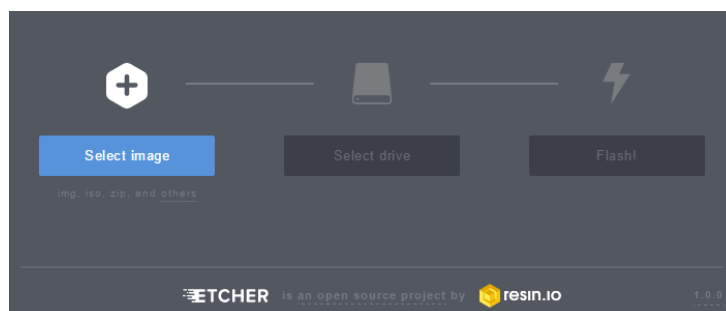 Select image
Select drive
Flash!
img, iso, zip, and others
ETCHER is an open source project by resin.io
1.0.0